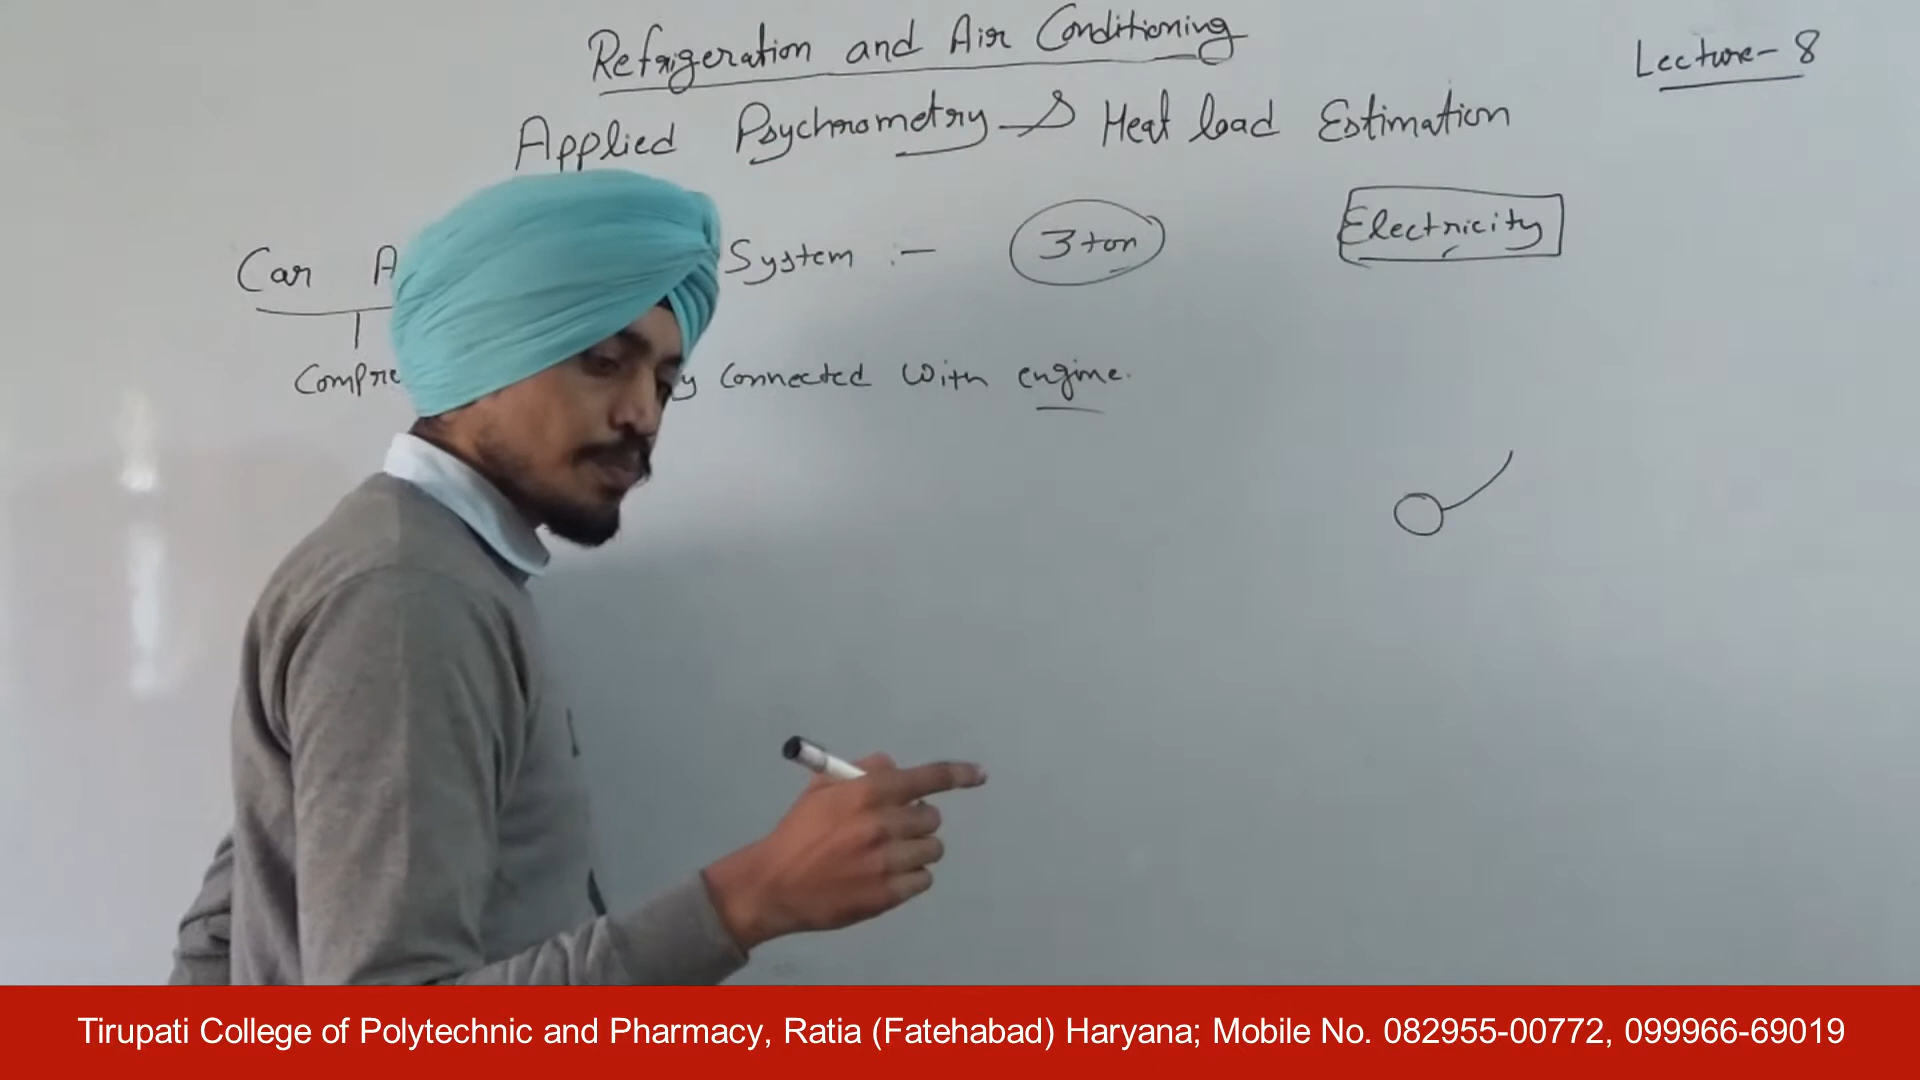 Refrigeration and Air Conditioning
Lecture-8
Applied Psychrometry & Heat load Estimation
Car A System :- 3 ton Electricity
Compre y Connected with engine.
Tirupati College of Polytechnic and Pharmacy, Ratia (Fatehabad) Haryana; Mobile No. 082955-00772, 099966-69019